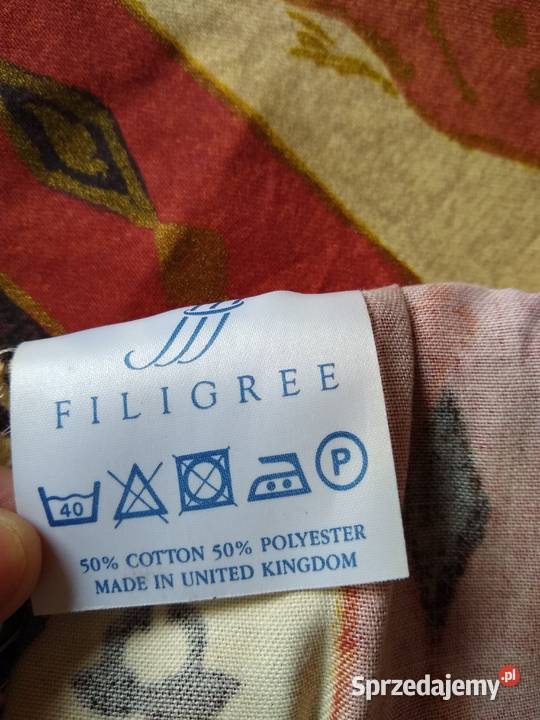 FILIGREE
40
P
50% COTTON 50% POLYESTER
MADE IN UNITED KINGDOM
Sprzedajemy.pl